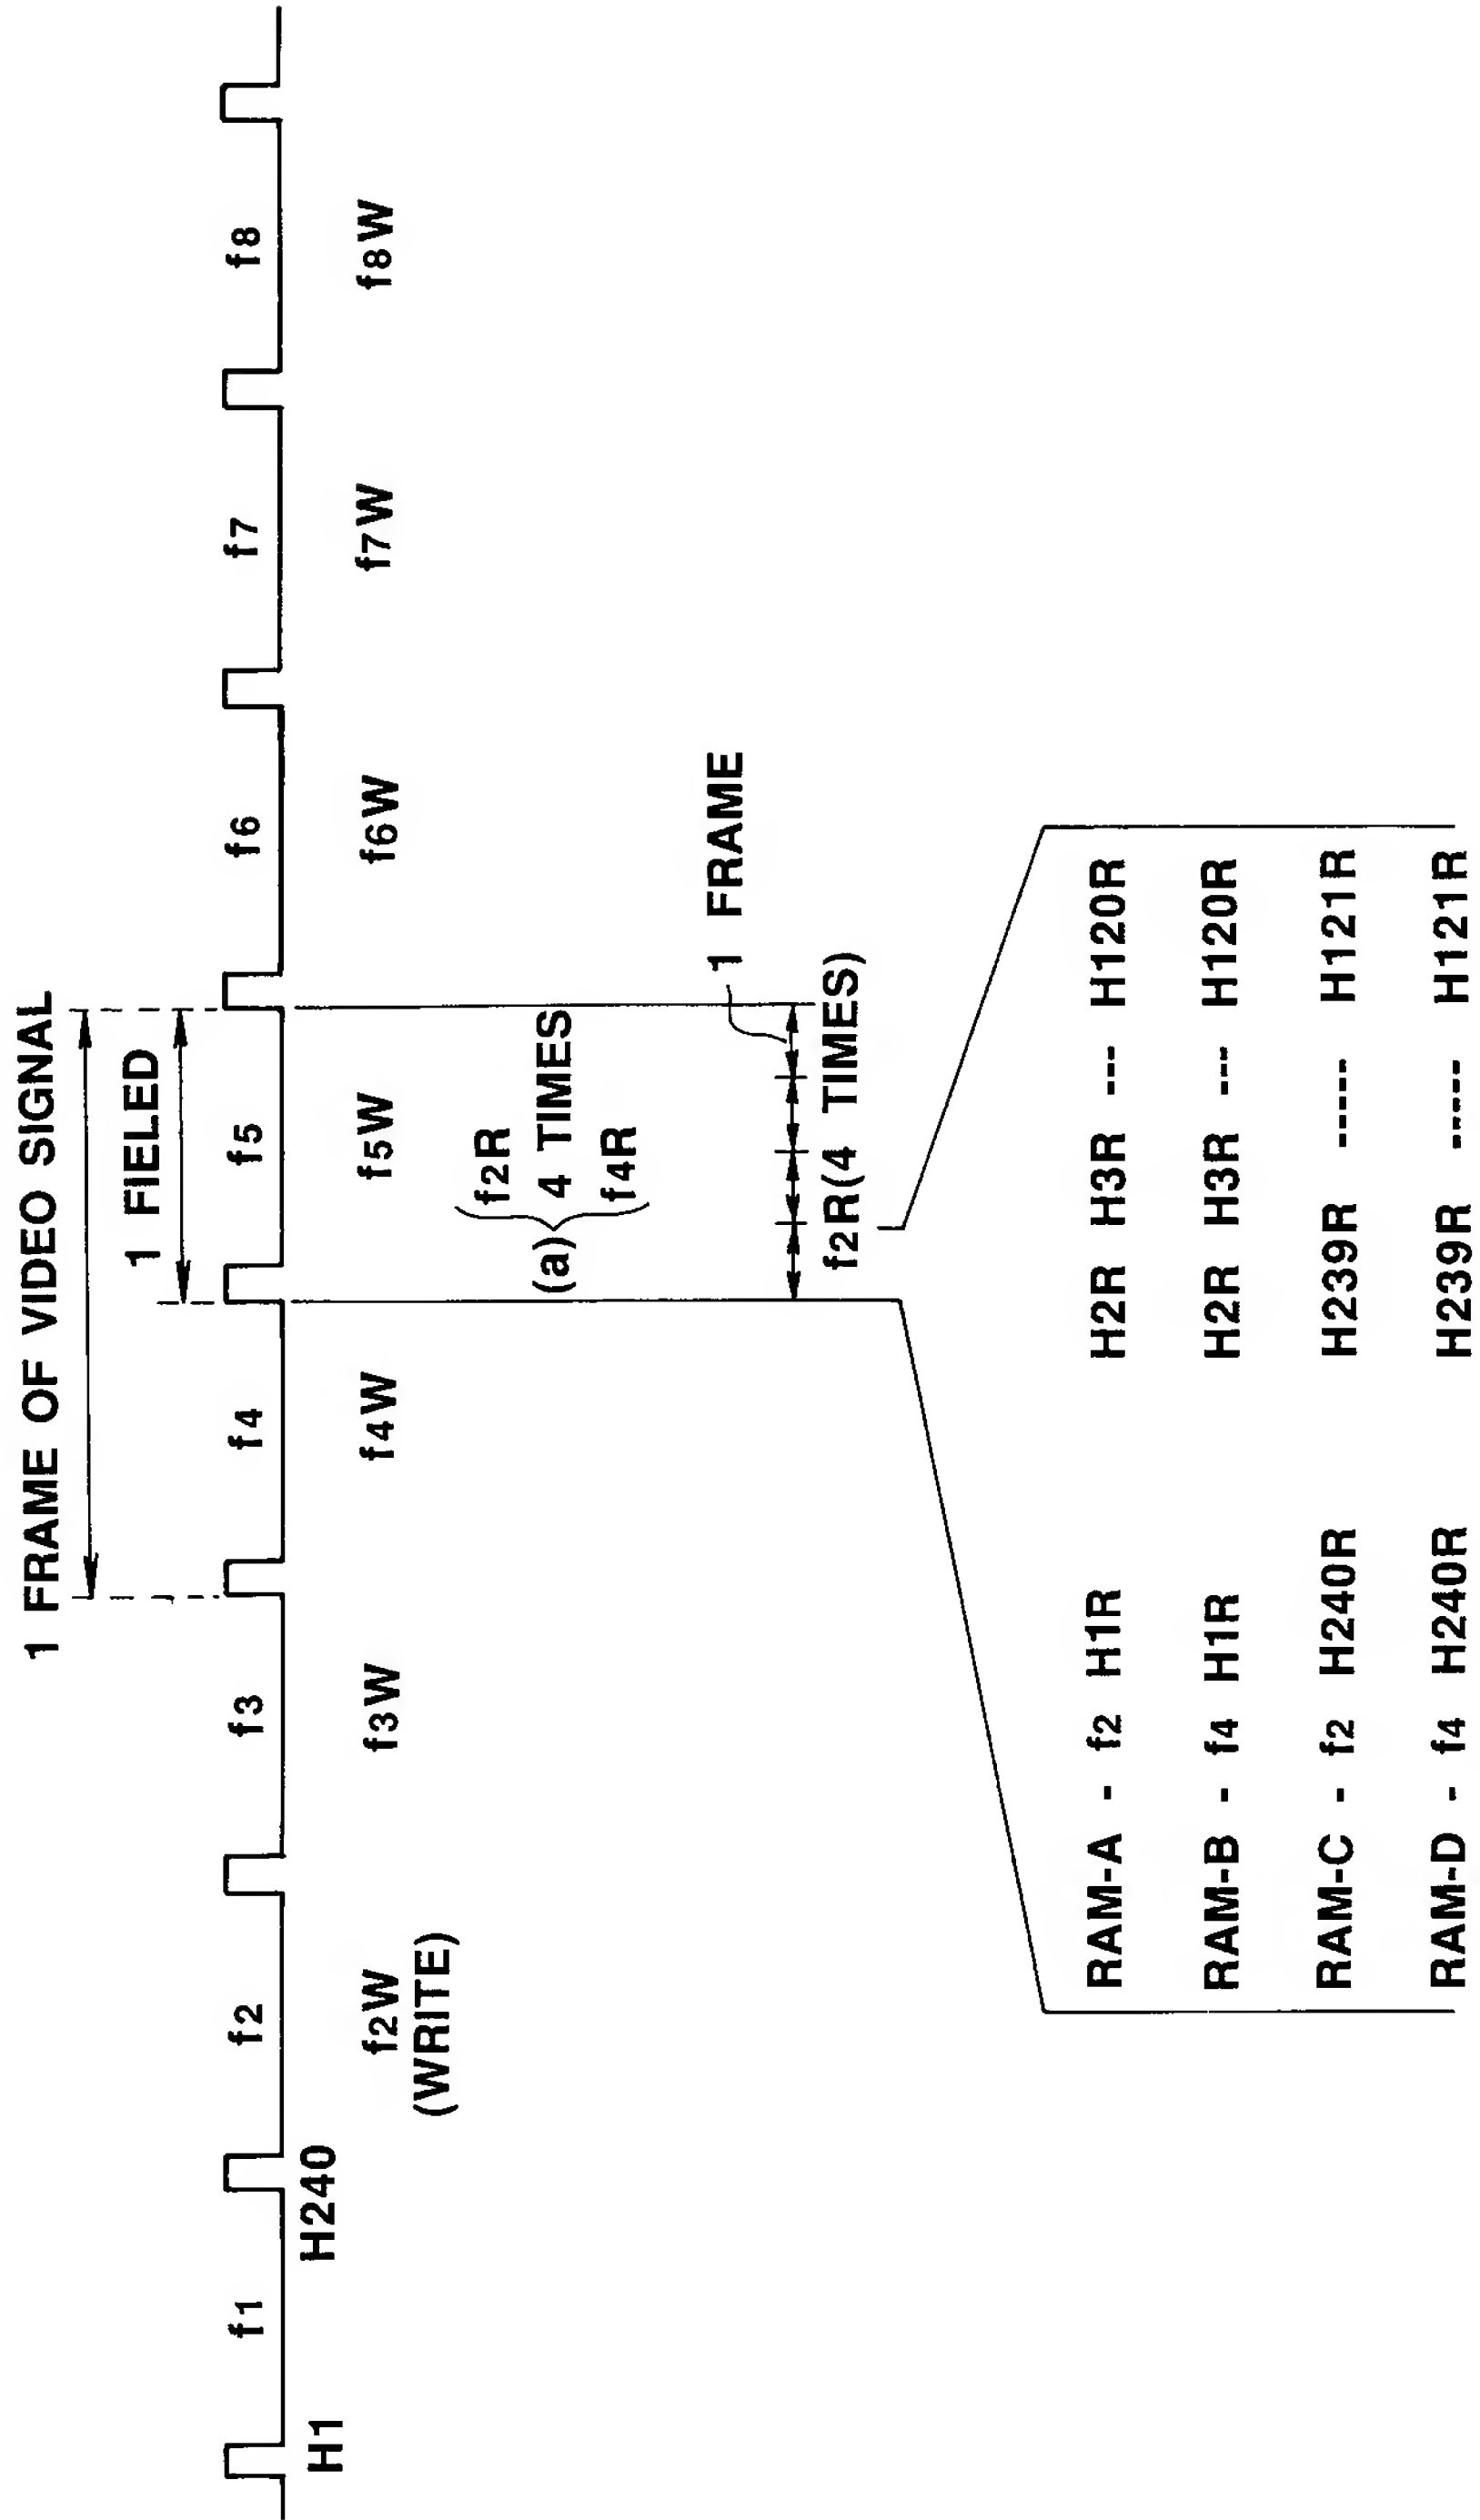 1 FRAME OF VIDEO SIGNAL
1 FIELED
f1 f2 f3 f4 f5 f6 f7 f8
H1 H240
f2W f3W f4W f5W f6W f7W f8W
(WRITE)
f2R
(a) 4 TIMES
f4R
1 FRAME
f2R(4 TIMES)
RAM-A - f2 H1R H2R H3R --- H120R
RAM-B - f4 H1R H2R H3R --- H120R
RAM-C - f2 H240R H239R ----- H121R
RAM-D - f4 H240R H239R ----- H121R